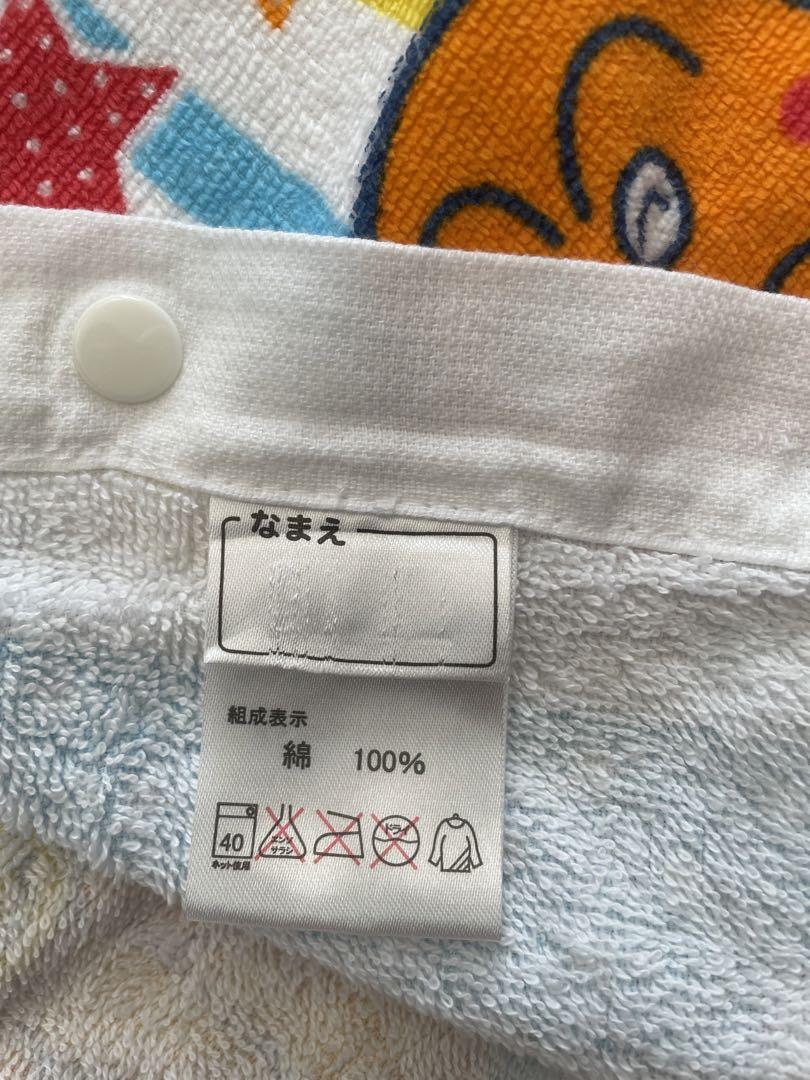 なまえ
組成表示
綿 100%
40
ネット使用
エンソ
サラシ
ドライ